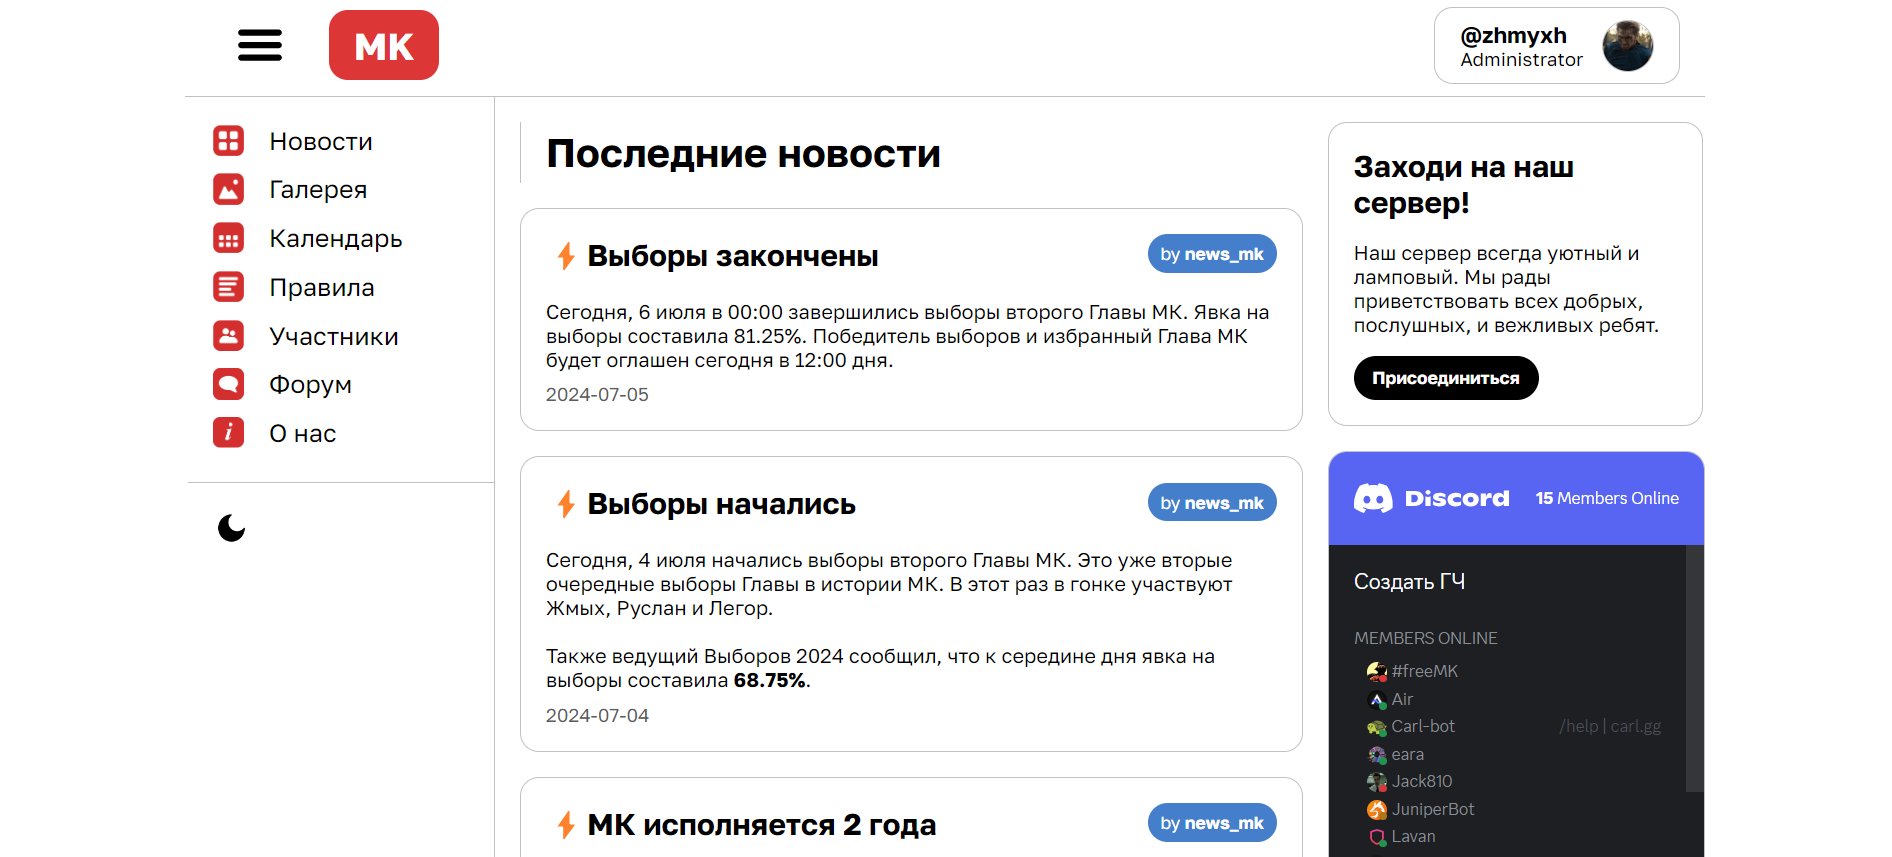 МК
@zhmyxh
Administrator
Новости
Галерея
Календарь
Правила
Участники
Форум
О нас
Последние новости
Выборы закончены
by news_mk
Сегодня, 6 июля в 00:00 завершились выборы второго Главы МК. Явка на
выборы составила 81.25%. Победитель выборов и избранный Глава МК
будет оглашен сегодня в 12:00 дня.
2024-07-05
Выборы начались
by news_mk
Сегодня, 4 июля начались выборы второго Главы МК. Это уже вторые
очередные выборы Главы в истории МК. В этот раз в гонке участвуют
Жмых, Руслан и Легор.
Также ведущий Выборов 2024 сообщил, что к середине дня явка на
выборы составила 68.75%.
2024-07-04
МК исполняется 2 года
by news_mk
Заходи на наш
сервер!
Наш сервер всегда уютный и
ламповый. Мы рады
приветствовать всех добрых,
послушных, и вежливых ребят.
Присоединиться
Discord
15 Members Online
Создать ГЧ
MEMBERS ONLINE
#freeMK
Air
Carl-bot /help | carl.gg
eara
Jack810
JuniperBot
Lavan